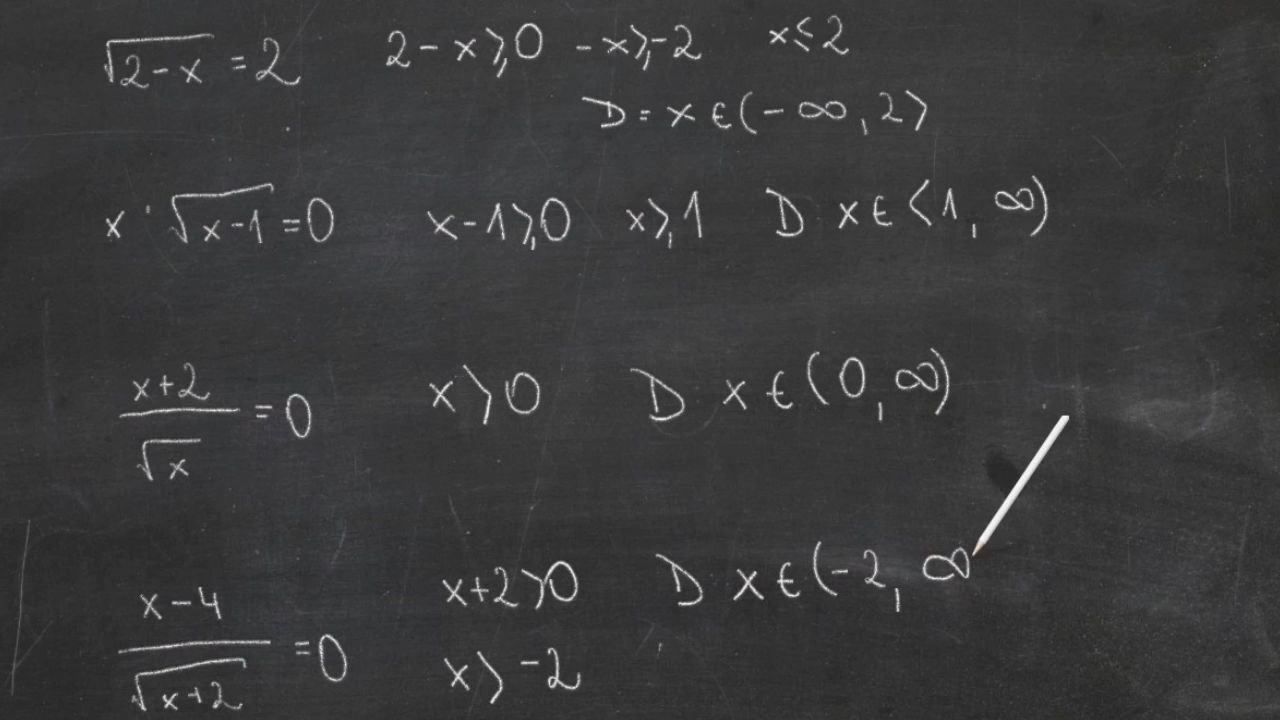 √(2-x) = 2 2-x ≥ 0 -x ≥ -2 x ≤ 2
D = x ∈ (-∞, 2⟩
x · √(x-1) = 0 x-1 ≥ 0 x ≥ 1 D x ∈ ⟨1, ∞)
(x+2)/√x = 0 x > 0 D x ∈ (0, ∞)
(x-4)/√(x+2) = 0 x+2 > 0 D x ∈ (-2, ∞
x > -2